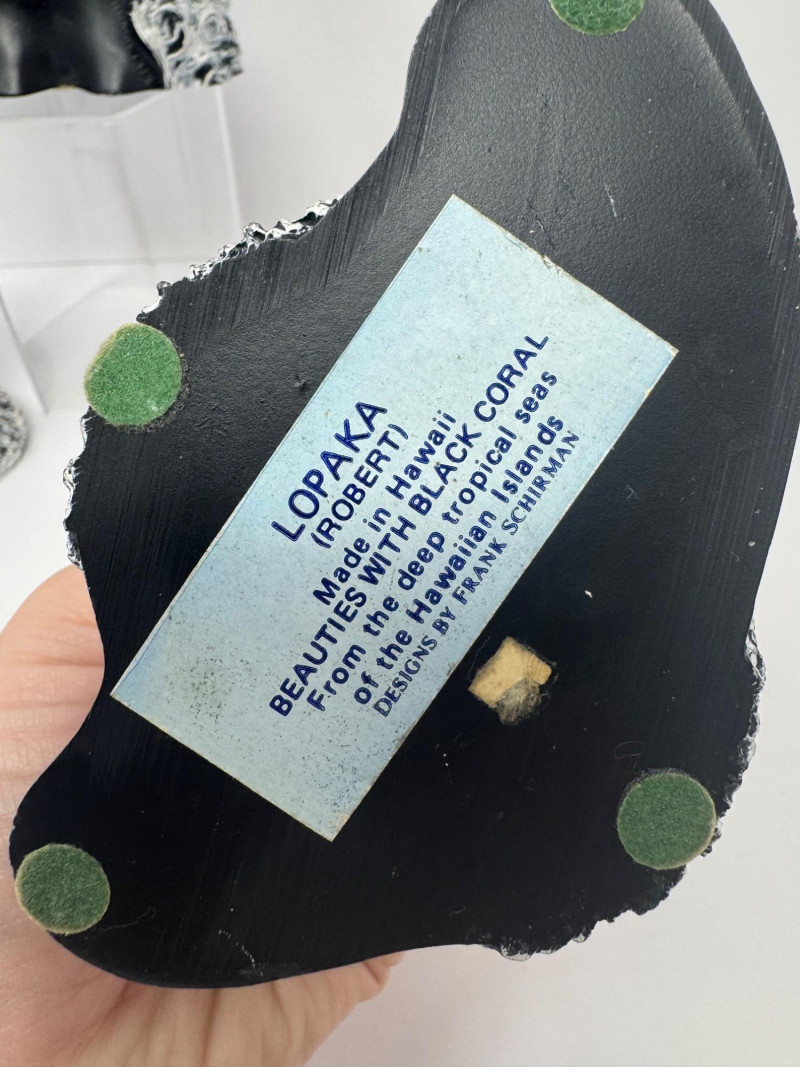 LOPAKA
(ROBERT)
Made in Hawaii
BEAUTIES WITH BLACK CORAL
From the deep tropical seas
of the Hawaiian Islands
DESIGNS BY FRANK SCHIRMAN